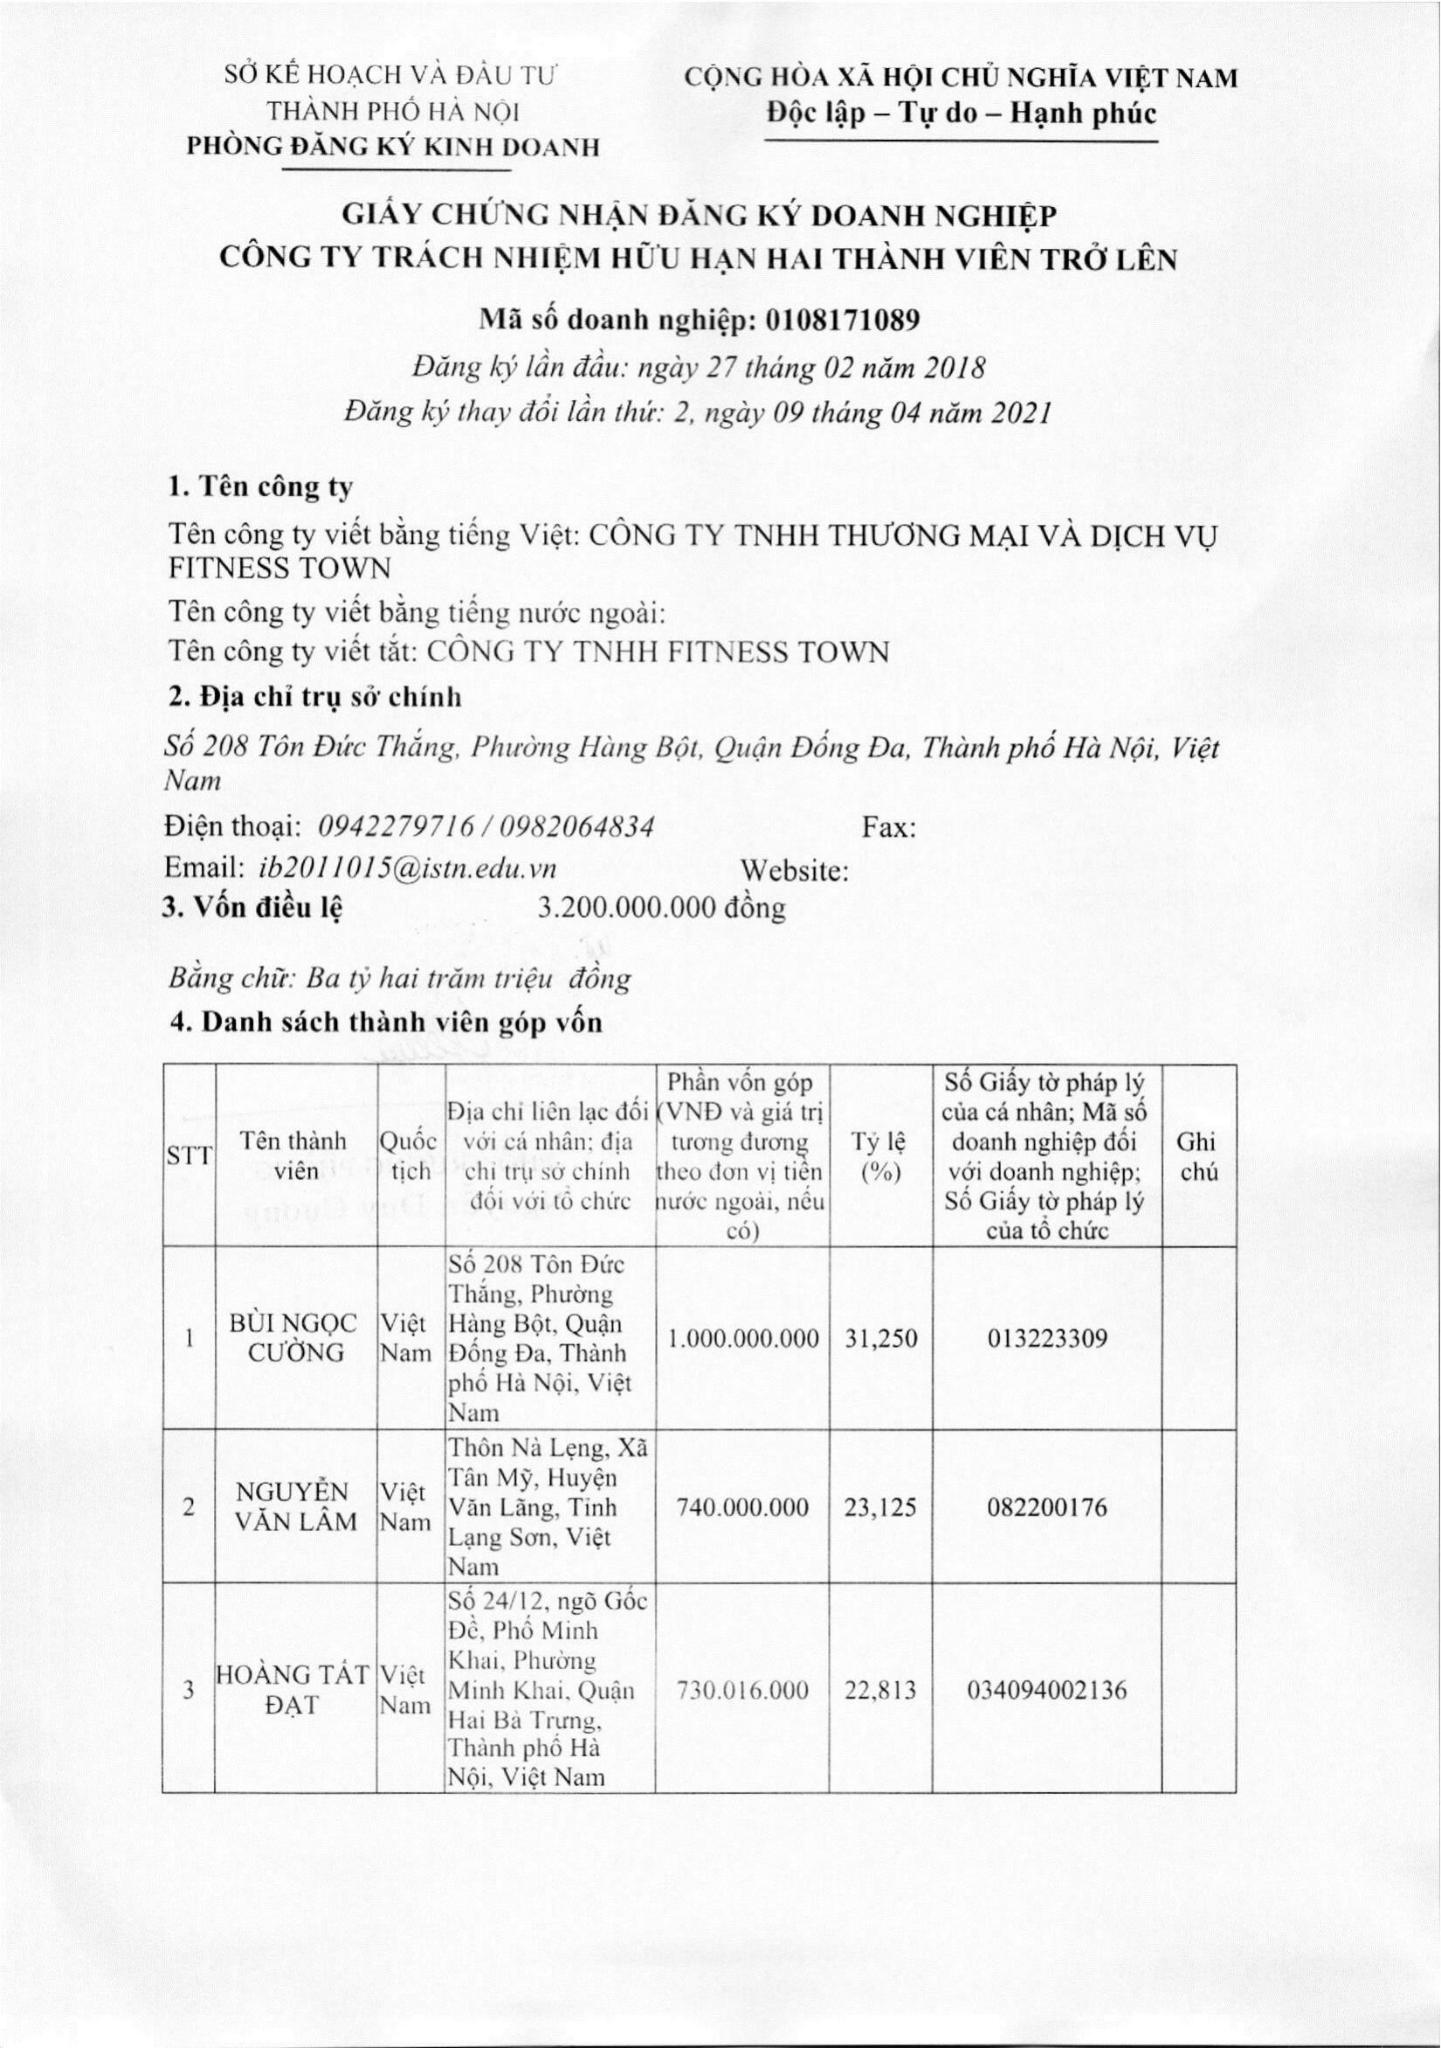 SỞ KẾ HOẠCH VÀ ĐẦU TƯ
THÀNH PHỐ HÀ NỘI
PHÒNG ĐĂNG KÝ KINH DOANH
CỘNG HÒA XÃ HỘI CHỦ NGHĨA VIỆT NAM
Độc lập – Tự do – Hạnh phúc
GIẤY CHỨNG NHẬN ĐĂNG KÝ DOANH NGHIỆP
CÔNG TY TRÁCH NHIỆM HỮU HẠN HAI THÀNH VIÊN TRỞ LÊN
Mã số doanh nghiệp: 0108171089
Đăng ký lần đầu: ngày 27 tháng 02 năm 2018
Đăng ký thay đổi lần thứ: 2, ngày 09 tháng 04 năm 2021
1. Tên công ty
Tên công ty viết bằng tiếng Việt: CÔNG TY TNHH THƯƠNG MẠI VÀ DỊCH VỤ
FITNESS TOWN
Tên công ty viết bằng tiếng nước ngoài:
Tên công ty viết tắt: CÔNG TY TNHH FITNESS TOWN
2. Địa chỉ trụ sở chính
Số 208 Tôn Đức Thắng, Phường Hàng Bột, Quận Đống Đa, Thành phố Hà Nội, Việt
Nam
Điện thoại: 0942279716 / 0982064834 Fax:
Email: ib2011015@istn.edu.vn Website:
3. Vốn điều lệ 3.200.000.000 đồng
Bằng chữ: Ba tỷ hai trăm triệu đồng
4. Danh sách thành viên góp vốn
STT
Tên thành
viên
Quốc
tịch
Địa chỉ liên lạc đối
với cá nhân; địa
chỉ trụ sở chính
đối với tổ chức
Phần vốn góp
(VNĐ và giá trị
tương đương
theo đơn vị tiền
nước ngoài, nếu
có)
Tỷ lệ
(%)
Số Giấy tờ pháp lý
của cá nhân; Mã số
doanh nghiệp đối
với doanh nghiệp;
Số Giấy tờ pháp lý
của tổ chức
Ghi
chú
1
BÙI NGỌC
CƯỜNG
Việt
Nam
Số 208 Tôn Đức
Thắng, Phường
Hàng Bột, Quận
Đống Đa, Thành
phố Hà Nội, Việt
Nam
1.000.000.000
31,250
013223309
2
NGUYỄN
VĂN LÂM
Việt
Nam
Thôn Nà Lẹng, Xã
Tân Mỹ, Huyện
Văn Lãng, Tỉnh
Lạng Sơn, Việt
Nam
740.000.000
23,125
082200176
3
HOÀNG TẤT
ĐẠT
Việt
Nam
Số 24/12, ngõ Gốc
Đề, Phố Minh
Khai, Phường
Minh Khai, Quận
Hai Bà Trưng,
Thành phố Hà
Nội, Việt Nam
730.016.000
22,813
034094002136